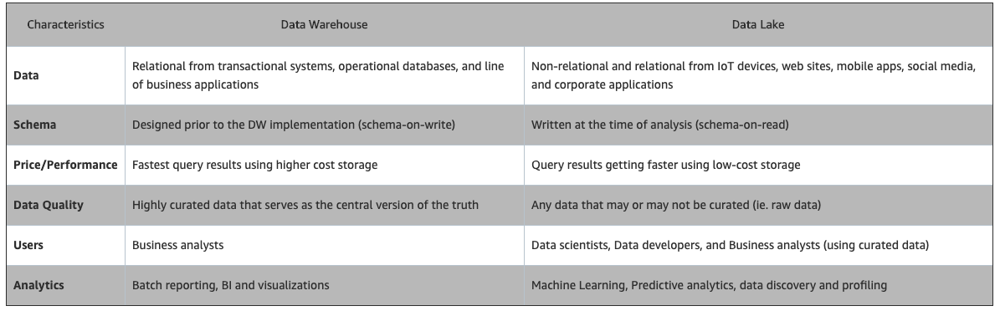 Characteristics Data Warehouse Data Lake
Data Relational from transactional systems, operational databases, and line of business applications Non-relational and relational from IoT devices, web sites, mobile apps, social media, and corporate applications
Schema Designed prior to the DW implementation (schema-on-write) Written at the time of analysis (schema-on-read)
Price/Performance Fastest query results using higher cost storage Query results getting faster using low-cost storage
Data Quality Highly curated data that serves as the central version of the truth Any data that may or may not be curated (ie. raw data)
Users Business analysts Data scientists, Data developers, and Business analysts (using curated data)
Analytics Batch reporting, BI and visualizations Machine Learning, Predictive analytics, data discovery and profiling